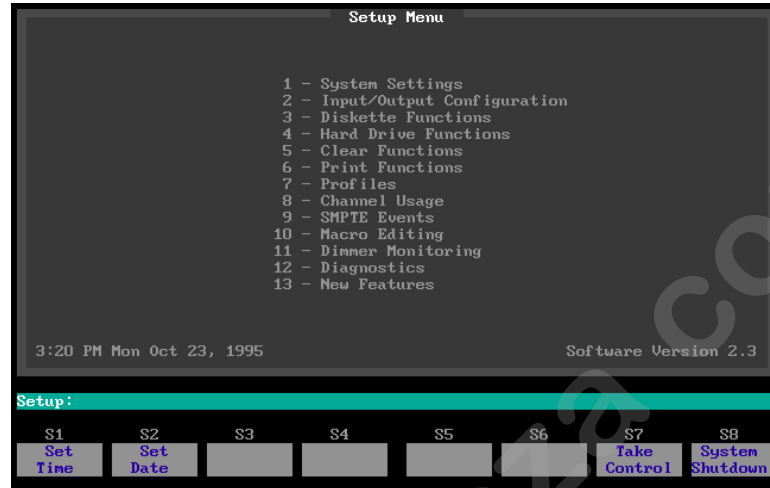 Setup Menu
1 - System Settings
2 - Input/Output Configuration
3 - Diskette Functions
4 - Hard Drive Functions
5 - Clear Functions
6 - Print Functions
7 - Profiles
8 - Channel Usage
9 - SMPTE Events
10 - Macro Editing
11 - Dimmer Monitoring
12 - Diagnostics
13 - New Features
3:20 PM Mon Oct 23, 1995 Software Version 2.3
Setup:
S1 S2 S3 S4 S5 S6 S7 S8
Set Set Take System
Time Date Control Shutdown